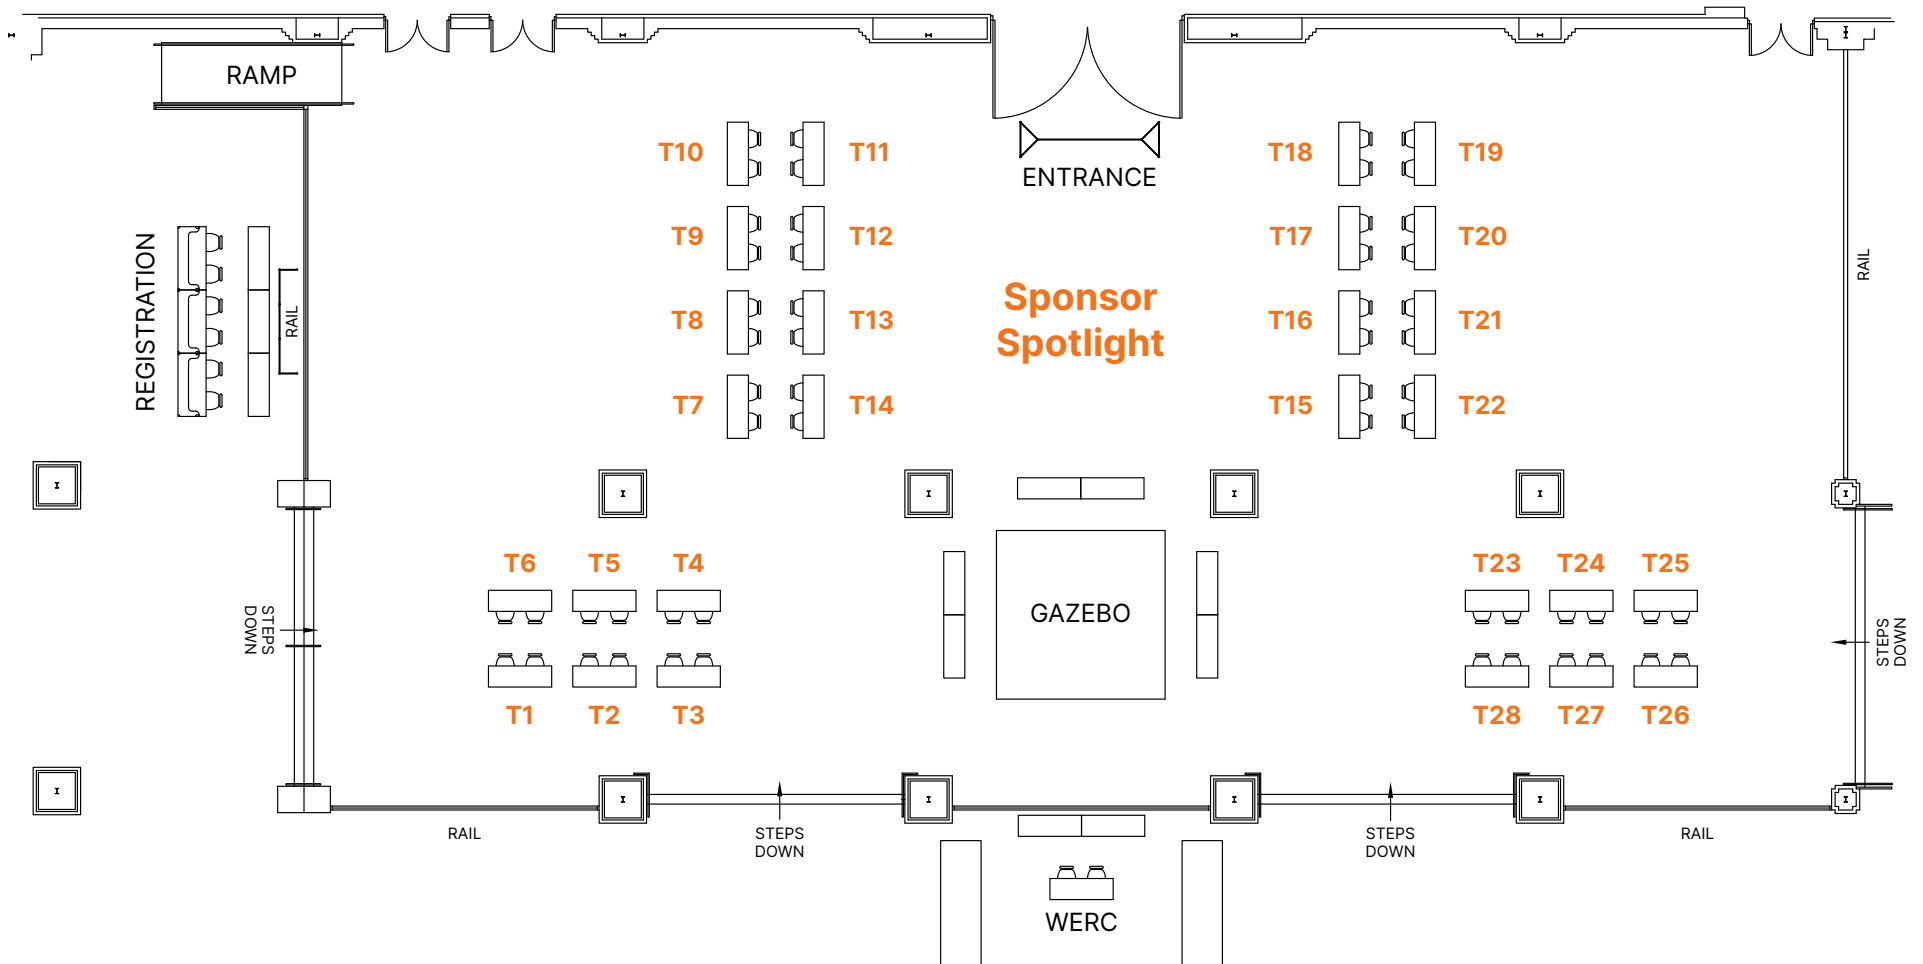 RAMP
ENTRANCE
T10
T11
T18
T19
T9
T12
T17
T20
REGISTRATION
RAIL
RAIL
Sponsor
Spotlight
T8
T13
T16
T21
T7
T14
T15
T22
T6
T5
T4
T23
T24
T25
GAZEBO
STEPS
DOWN
STEPS
DOWN
T1
T2
T3
T28
T27
T26
RAIL
STEPS
DOWN
STEPS
DOWN
RAIL
WERC